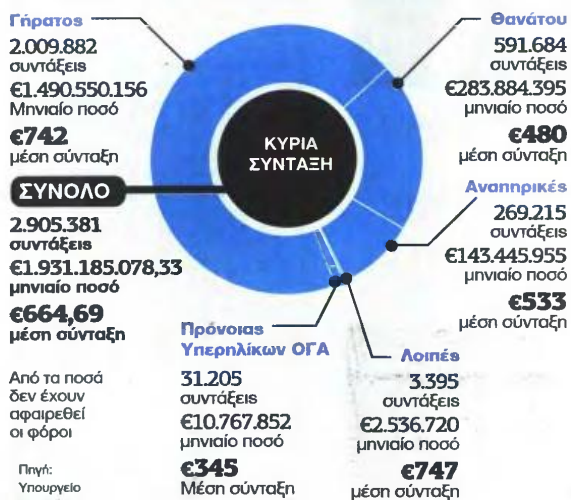 Γήρατος
2.009.882
συντάξεις
€1.490.550.156
Μηνιαίο ποσό
€742
μέση σύνταξη
ΣΥΝΟΛΟ
2.905.381
συντάξεις
€1.931.185.078,33
μηνιαίο ποσό
€664,69
μέση σύνταξη
Από τα ποσά
δεν έχουν
αφαιρεθεί
οι φόροι
Πηγή:
Υπουργείο
ΚΥΡΙΑ
ΣΥΝΤΑΞΗ
Θανάτου
591.684
συντάξεις
€283.884.395
μηνιαίο ποσό
€480
μέση σύνταξη
Αναπηρικές
269.215
συντάξεις
€143.445.955
μηνιαίο ποσό
€533
μέση σύνταξη
Πρόνοιας
Υπερηλίκων ΟΓΑ
31.205
συντάξεις
€10.767.852
μηνιαίο ποσό
€345
Μέση σύνταξη
Λοιπές
3.395
συντάξεις
€2.536.720
μηνιαίο ποσό
€747
μέση σύνταξη